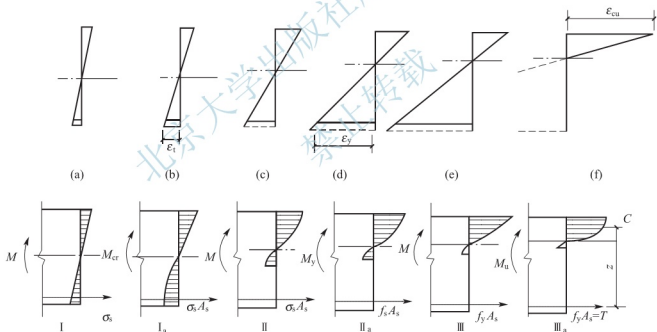 ε_cu
ε_t
ε_y
(a) (b) (c) (d) (e) (f)
M M_cr M M_y M M_u C
z
σ_s σ_sA_s σ_sA_s f_sA_s f_yA_s f_yA_s=T
Ⅰ Ⅰ_a Ⅱ Ⅱ_a Ⅲ Ⅲ_a
北京大学出版社
禁止转载